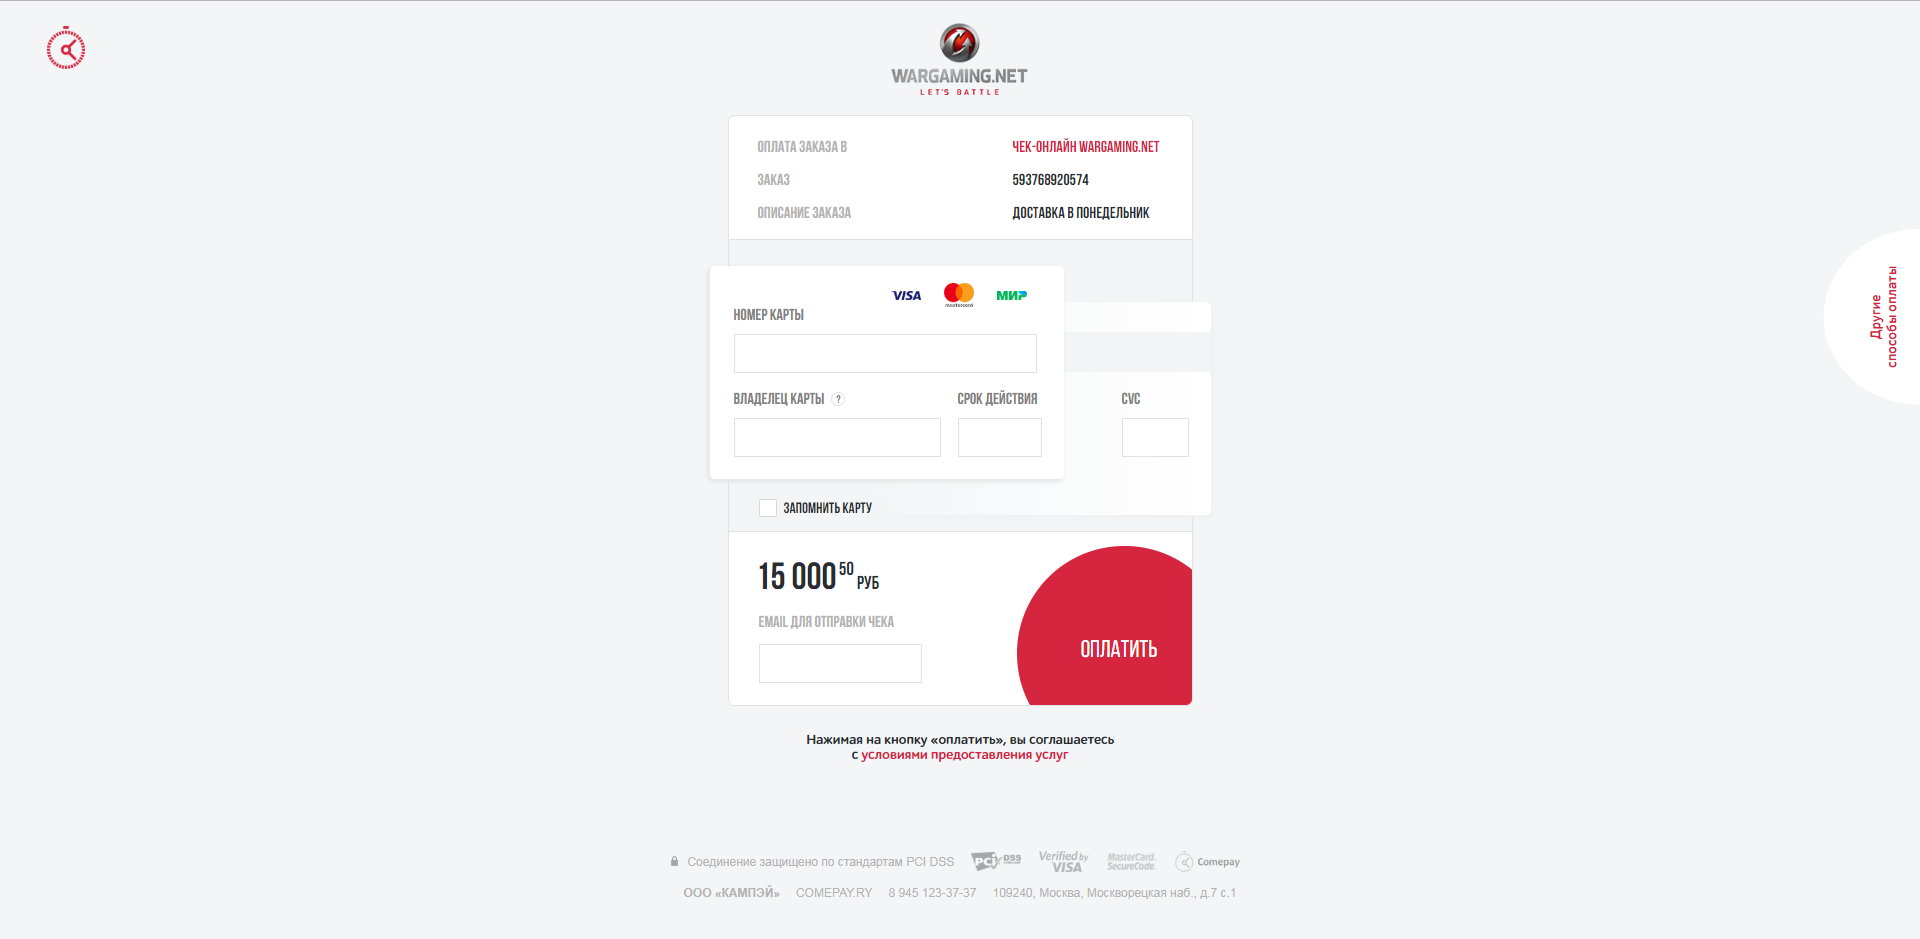 WARGAMING.NET
LET'S BATTLE
ОПЛАТА ЗАКАЗА В ЧЕК-ОНЛАЙН WARGAMING.NET
ЗАКАЗ 593768920574
ОПИСАНИЕ ЗАКАЗА ДОСТАВКА В ПОНЕДЕЛЬНИК
VISA mastercard МИР
НОМЕР КАРТЫ
ВЛАДЕЛЕЦ КАРТЫ ? СРОК ДЕЙСТВИЯ CVC
ЗАПОМНИТЬ КАРТУ
15 000 50 РУБ
EMAIL ДЛЯ ОТПРАВКИ ЧЕКА
ОПЛАТИТЬ
Другие
способы оплаты
Нажимая на кнопку «оплатить», вы соглашаетесь
с условиями предоставления услуг
Соединение защищено по стандартам PCI DSS PCI DSS Verified by VISA MasterCard. SecureCode. Comepay
ООО «КАМПЭЙ» COMEPAY.RY 8 945 123-37-37 109240, Москва, Москворецкая наб., д.7 с.1